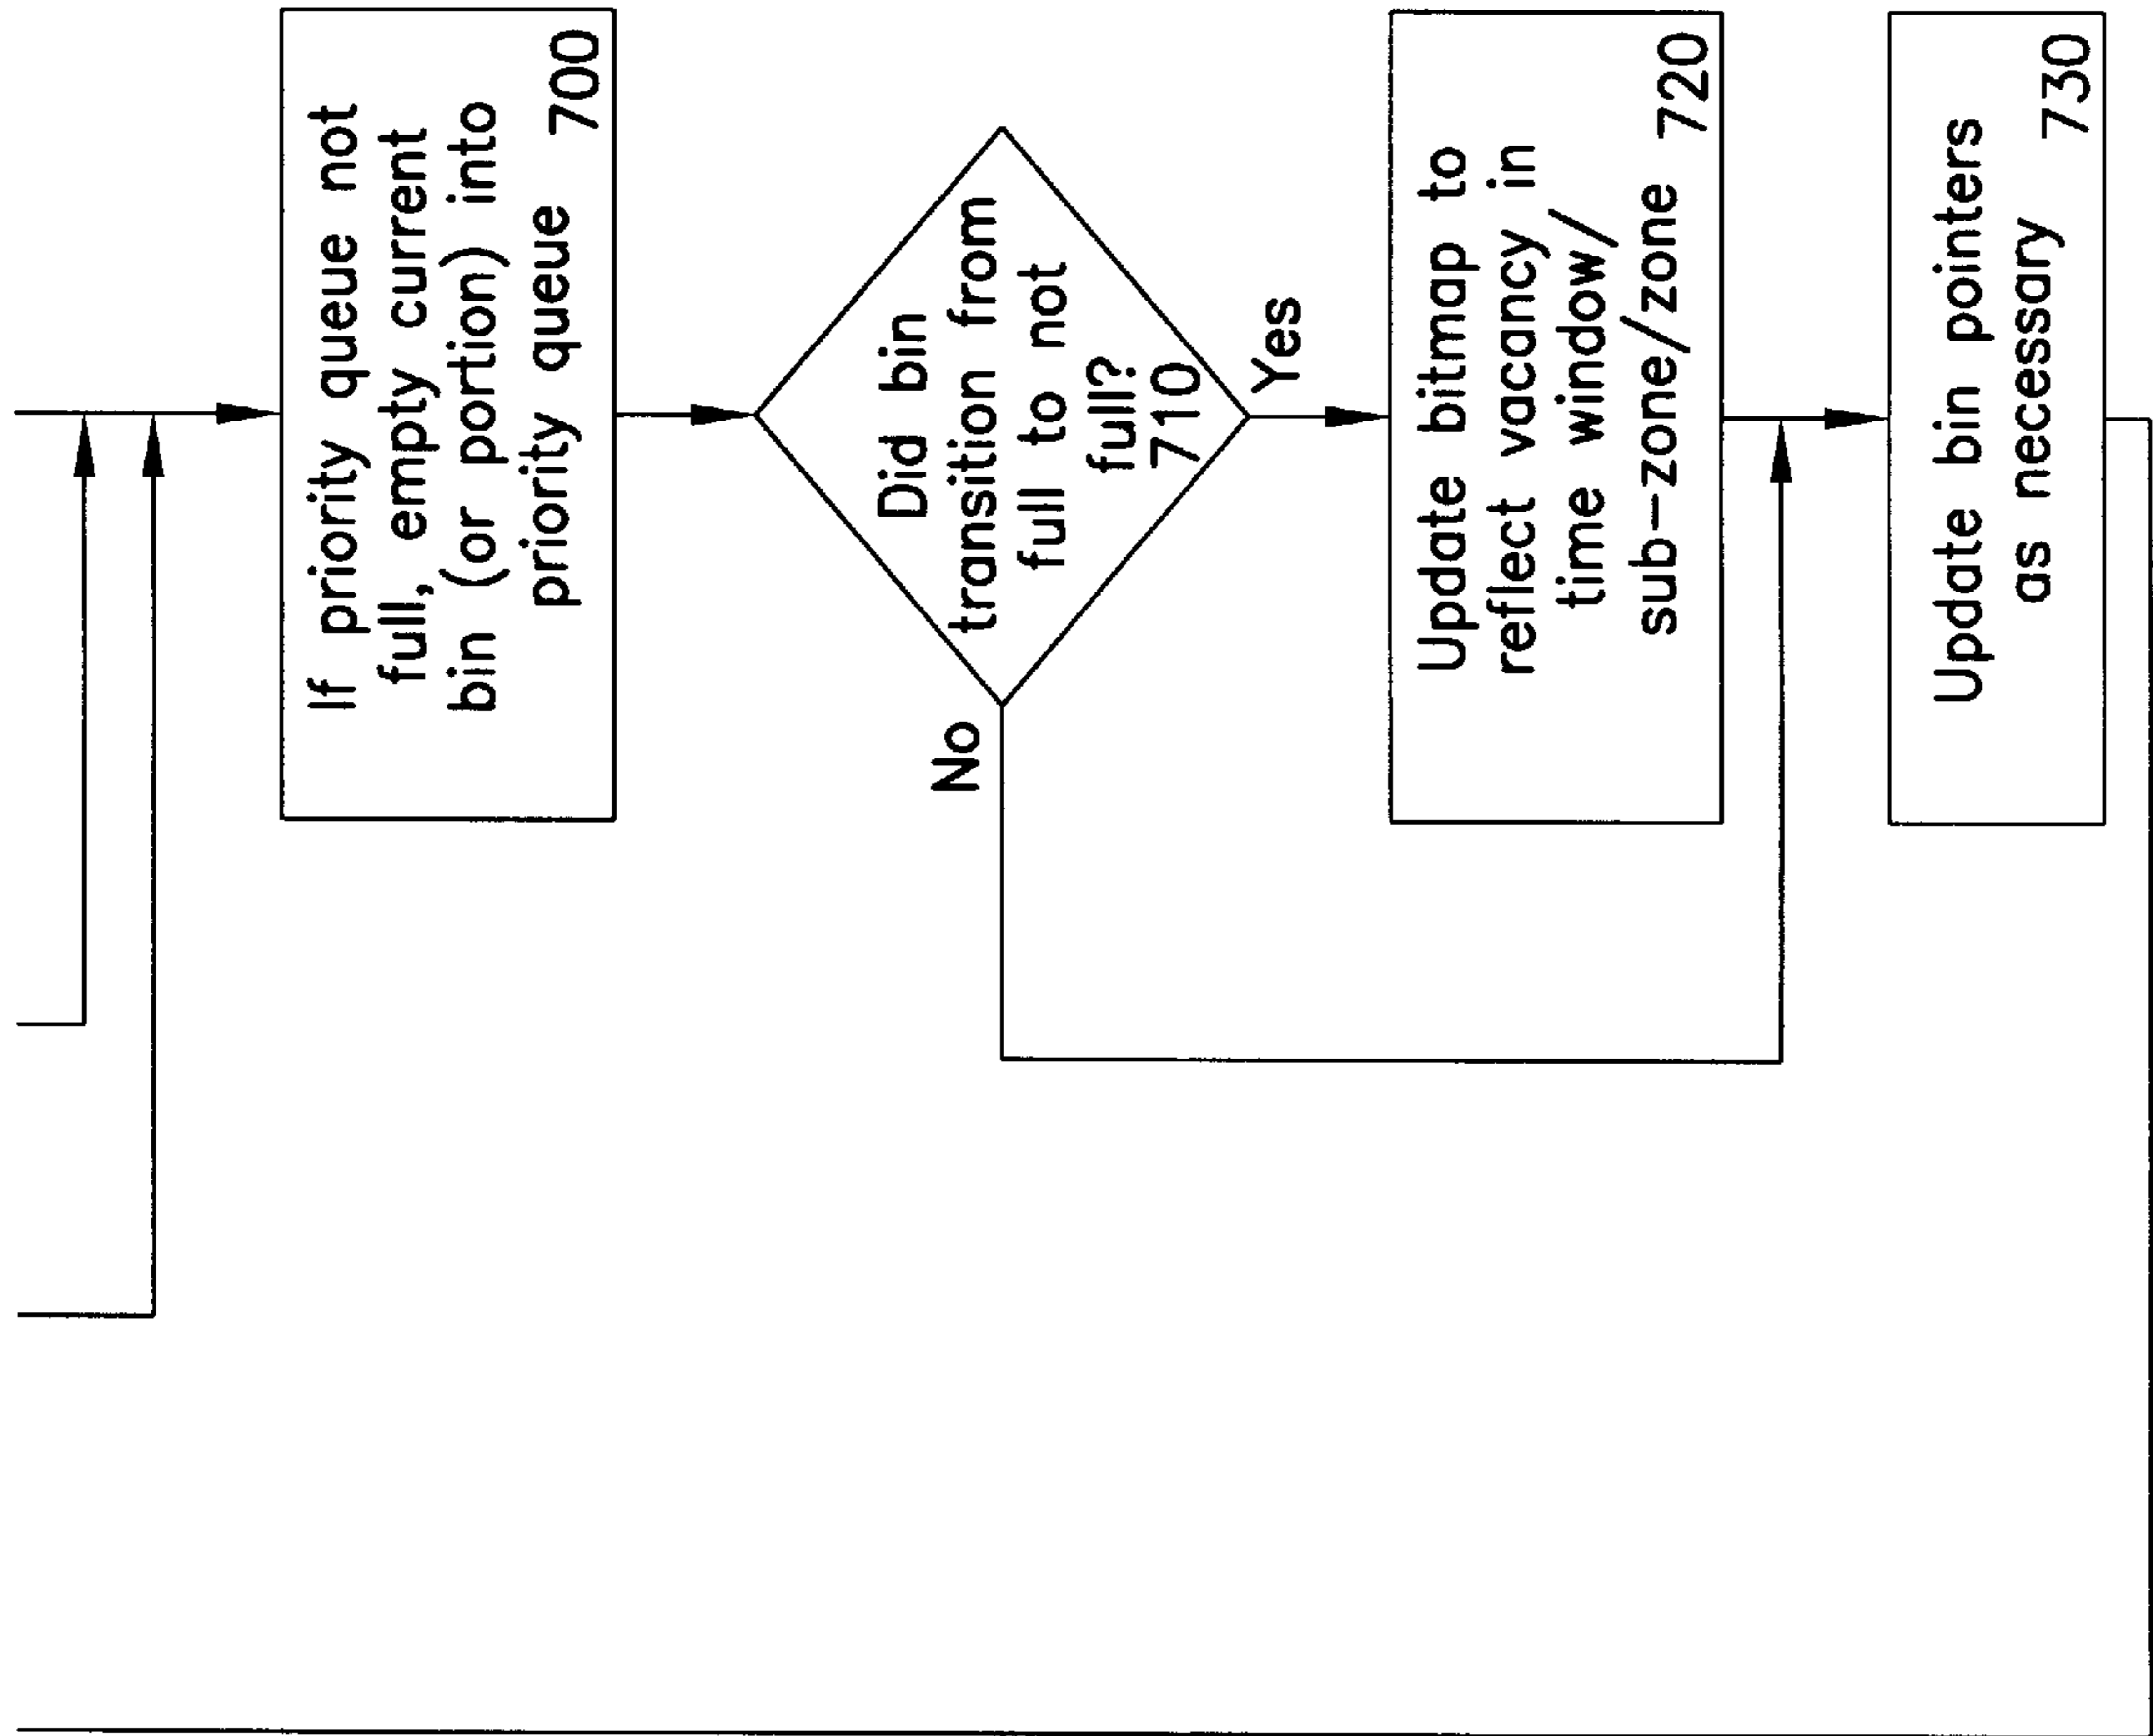 If priority queue not
full, empty current
bin (or portion) into
priority queue 700
Did bin
transition from
full to not
full?
710
No
Yes
Update bitmap to
reflect vacancy in
time window/
sub-zone/zone 720
Update bin pointers
as necessary 730